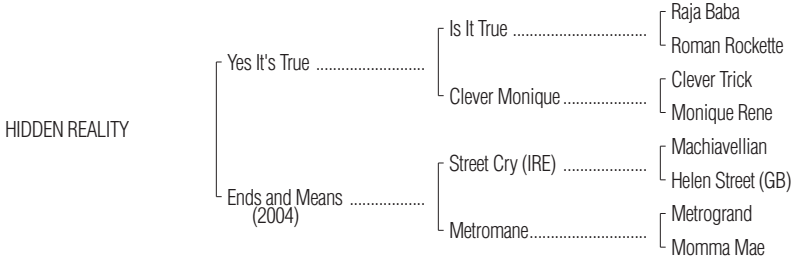 Raja Baba
Is It True ................................
Roman Rockette
Yes It's True ..........................
Clever Trick
Clever Monique ....................
Monique Rene
HIDDEN REALITY
Machiavellian
Street Cry (IRE) ....................
Helen Street (GB)
Ends and Means ..................
(2004)
Metrogrand
Metromane............................
Momma Mae